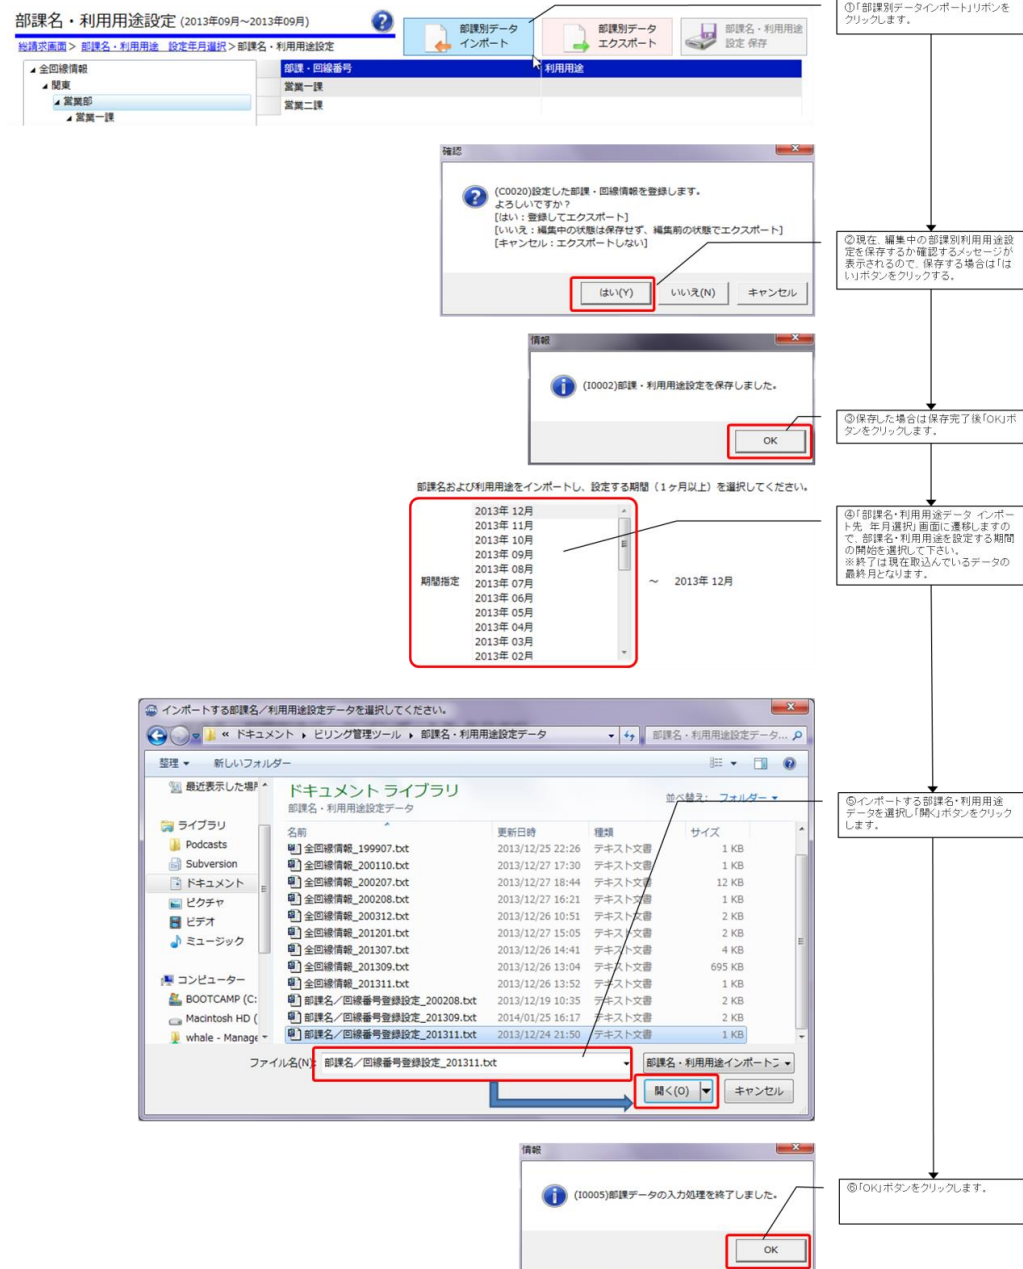 部課名・利用用途設定 (2013年09月～2013年09月)
部課別データ
インポート
部課別データ
エクスポート
部課名・利用用途
設定 保存
総請求画面 > 部課名・利用用途 設定年月選択 > 部課名・利用用途設定
全回線情報
関東
営業部
営業一課
部課・回線番号
利用用途
営業一課
営業二課
①「部課別データインポート」リボンを
クリックします。
確認
(C0020)設定した部課・回線情報を登録します。
よろしいですか？
[はい：登録してエクスポート]
[いいえ：編集中の状態は保存せず、編集前の状態でエクスポート]
[キャンセル：エクスポートしない]
はい(Y)
いいえ(N)
キャンセル
②現在、編集中の部課別利用用途設
定を保存するか確認するメッセージが
表示されるので、保存する場合は「は
い」ボタンをクリックする。
情報
(I0002)部課・利用用途設定を保存しました。
OK
③保存した場合は保存完了後「OK」ボ
タンをクリックします。
部課名および利用用途をインポートし、設定する期間（１ヶ月以上）を選択してください。
期間指定
2013年 12月
2013年 11月
2013年 10月
2013年 09月
2013年 08月
2013年 07月
2013年 06月
2013年 05月
2013年 04月
2013年 03月
2013年 02月
～ 2013年 12月
④「部課名・利用用途データ インポー
ト先 年月選択」画面に遷移しますの
で、部課名・利用用途を設定する期間
の開始を選択して下さい。
※終了は現在取込んでいるデータの
最終月となります。
インポートする部課名／利用用途設定データを選択してください。
« ドキュメント ▸ ビリング管理ツール ▸ 部課名・利用用途設定データ
部課名・利用用途設定データ...
整理
新しいフォルダー
最近表示した場所
ライブラリ
Podcasts
Subversion
ドキュメント
ピクチャ
ビデオ
ミュージック
コンピューター
BOOTCAMP (C:
Macintosh HD (
whale - Manage
ドキュメント ライブラリ
部課名・利用用途設定データ
並べ替え: フォルダー
名前 更新日時 種類 サイズ
全回線情報_199907.txt 2013/12/25 22:26 テキスト文書 1 KB
全回線情報_200110.txt 2013/12/27 17:30 テキスト文書 1 KB
全回線情報_200207.txt 2013/12/27 18:44 テキスト文書 12 KB
全回線情報_200208.txt 2013/12/27 16:21 テキスト文書 1 KB
全回線情報_200312.txt 2013/12/26 10:51 テキスト文書 2 KB
全回線情報_201201.txt 2013/12/27 15:05 テキスト文書 2 KB
全回線情報_201307.txt 2013/12/26 14:41 テキスト文書 4 KB
全回線情報_201309.txt 2013/12/26 13:04 テキスト文書 695 KB
全回線情報_201311.txt 2013/12/26 13:52 テキスト文書 1 KB
部課名／回線番号登録設定_200208.txt 2013/12/19 10:35 テキスト文書 2 KB
部課名／回線番号登録設定_201309.txt 2014/01/25 16:17 テキスト文書 2 KB
部課名／回線番号登録設定_201311.txt 2013/12/24 21:50 テキスト文書 1 KB
ファイル名(N): 部課名／回線番号登録設定_201311.txt
部課名・利用用途インポートフ
開く(O)
キャンセル
⑤インポートする部課名・利用用途
データを選択し「開く」ボタンをクリック
します。
情報
(I0005)部課データの入力処理を終了しました。
OK
⑥「OK」ボタンをクリックします。